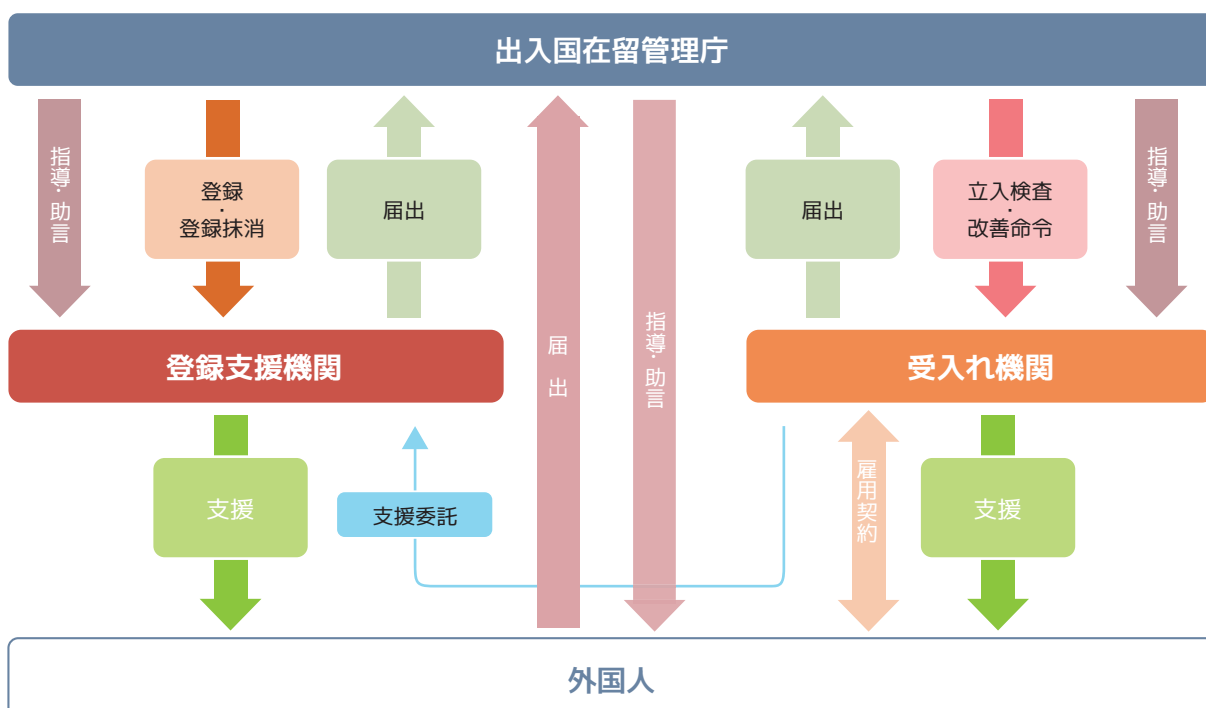 出入国在留管理庁
指導・助言
登録
・
登録抹消
届出
届出
指導・助言
届出
立入検査
・
改善命令
指導・助言
登録支援機関
受入れ機関
支援
支援委託
雇用契約
支援
外国人